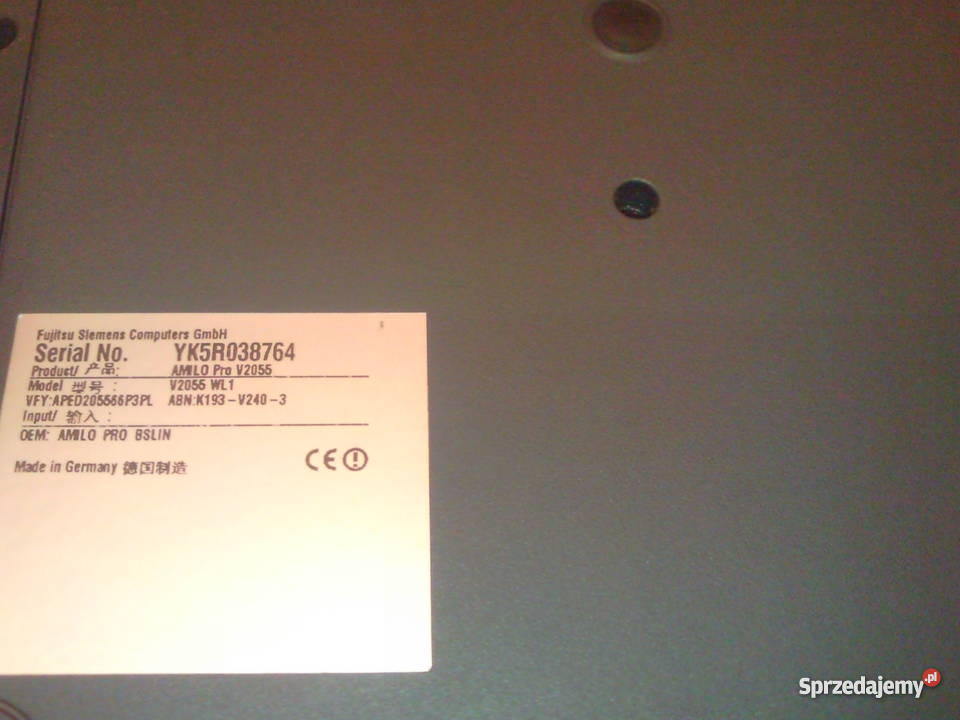 Fujitsu Siemens Computers GmbH
Serial No. YK5R038764
Product/ 产品: AMILO Pro V2055
Model 型号: V2055 WL1
VFY:APED205566P3PL ABN:K193-V240-3
Input/ 输入:
OEM: AMILO PRO BSLIN
Made in Germany 德国制造 CE
Sprzedajemy.pl